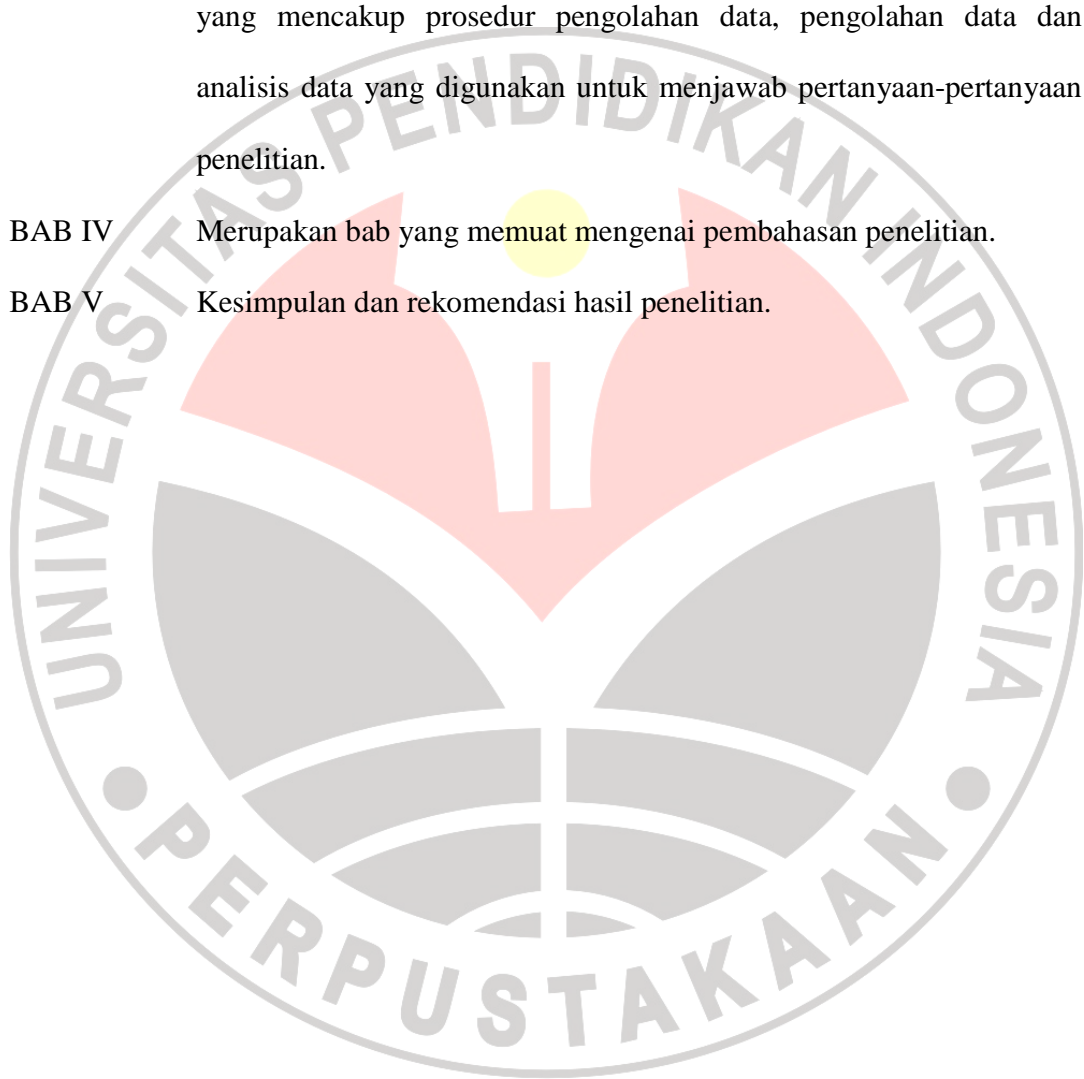 yang mencakup prosedur pengolahan data, pengolahan data dan
analisis data yang digunakan untuk menjawab pertanyaan-pertanyaan
penelitian.
BAB IV Merupakan bab yang memuat mengenai pembahasan penelitian.
BAB V Kesimpulan dan rekomendasi hasil penelitian.
UNIVERSITAS PENDIDIKAN INDONESIA
PERPUSTAKAAN